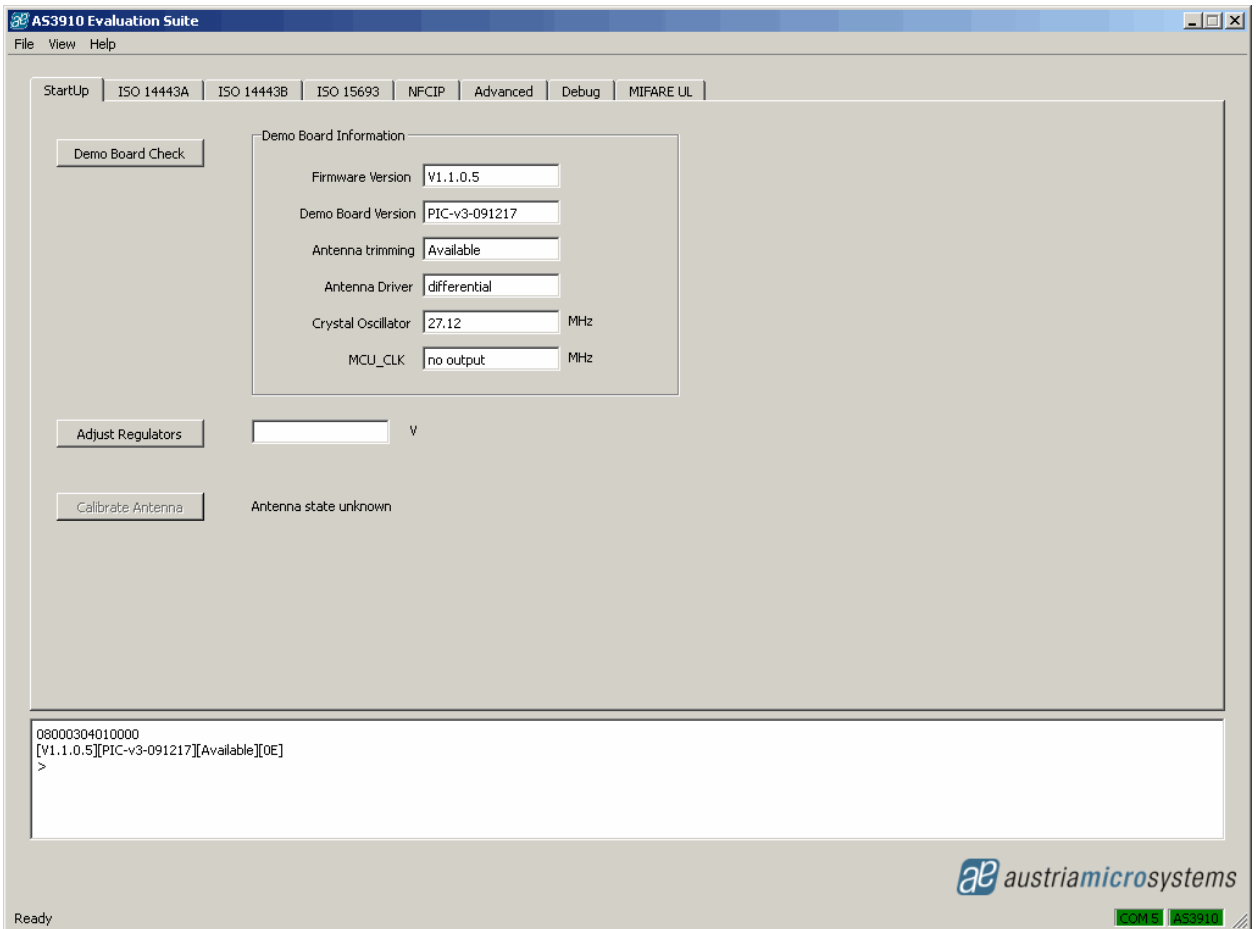 AS3910 Evaluation Suite
File View Help
StartUp ISO 14443A ISO 14443B ISO 15693 NFCIP Advanced Debug MIFARE UL
Demo Board Check
Demo Board Information
Firmware Version V1.1.0.5
Demo Board Version PIC-v3-091217
Antenna trimming Available
Antenna Driver differential
Crystal Oscillator 27.12 MHz
MCU_CLK no output MHz
Adjust Regulators V
Calibrate Antenna Antenna state unknown
08000304010000
[V1.1.0.5][PIC-v3-091217][Available][0E]
>
austriamicrosystems
Ready COM 5 AS3910